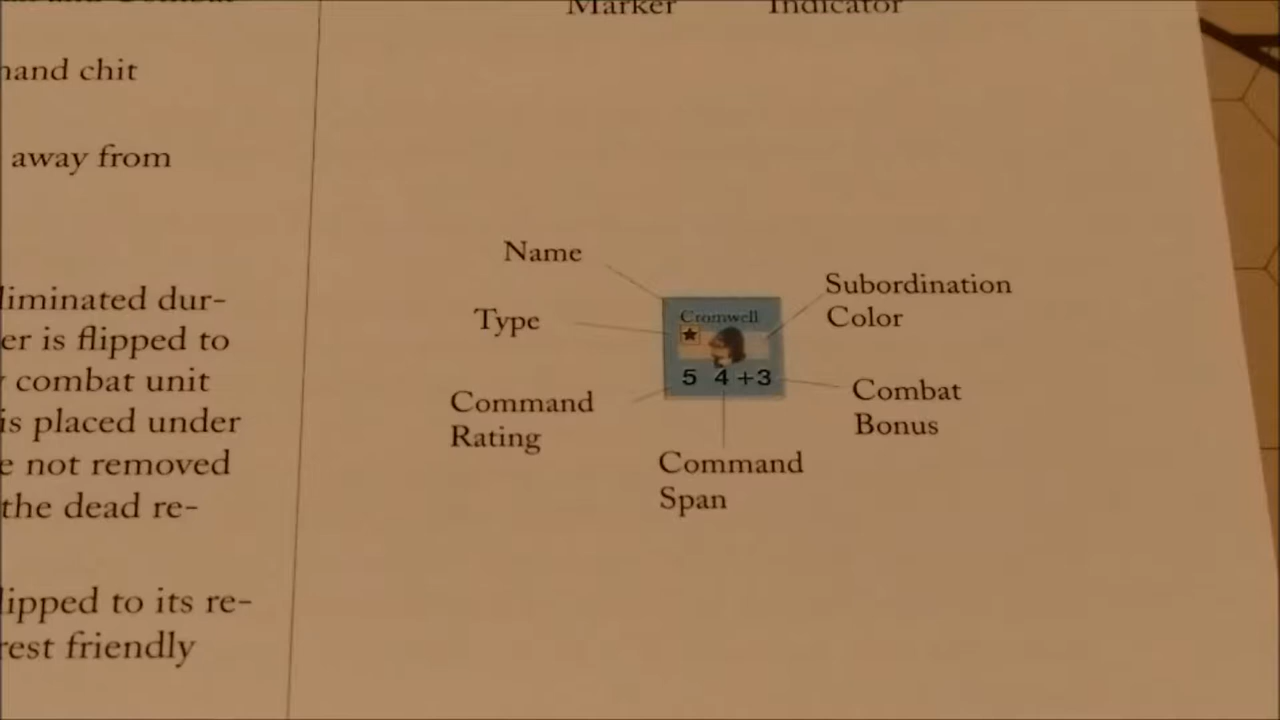 and chit
away from
liminated dur-
er is flipped to
combat unit
is placed under
e not removed
the dead re-
lipped to its re-
rest friendly
Marker Indicator
Name
Type
Command
Rating
Cromwell
5 4 +3
Subordination
Color
Combat
Bonus
Command
Span